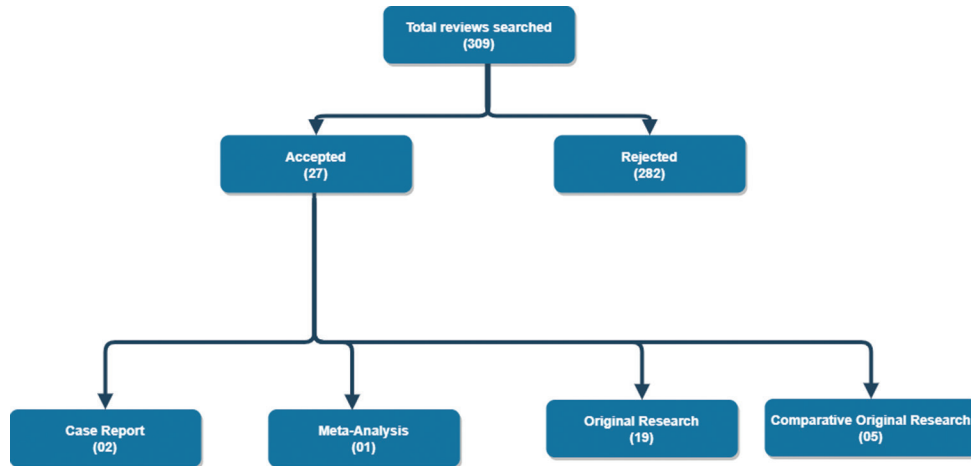 Total reviews searched
(309)
Accepted
(27)
Rejected
(282)
Case Report
(02)
Meta-Analysis
(01)
Original Research
(19)
Comparative Original Research
(05)